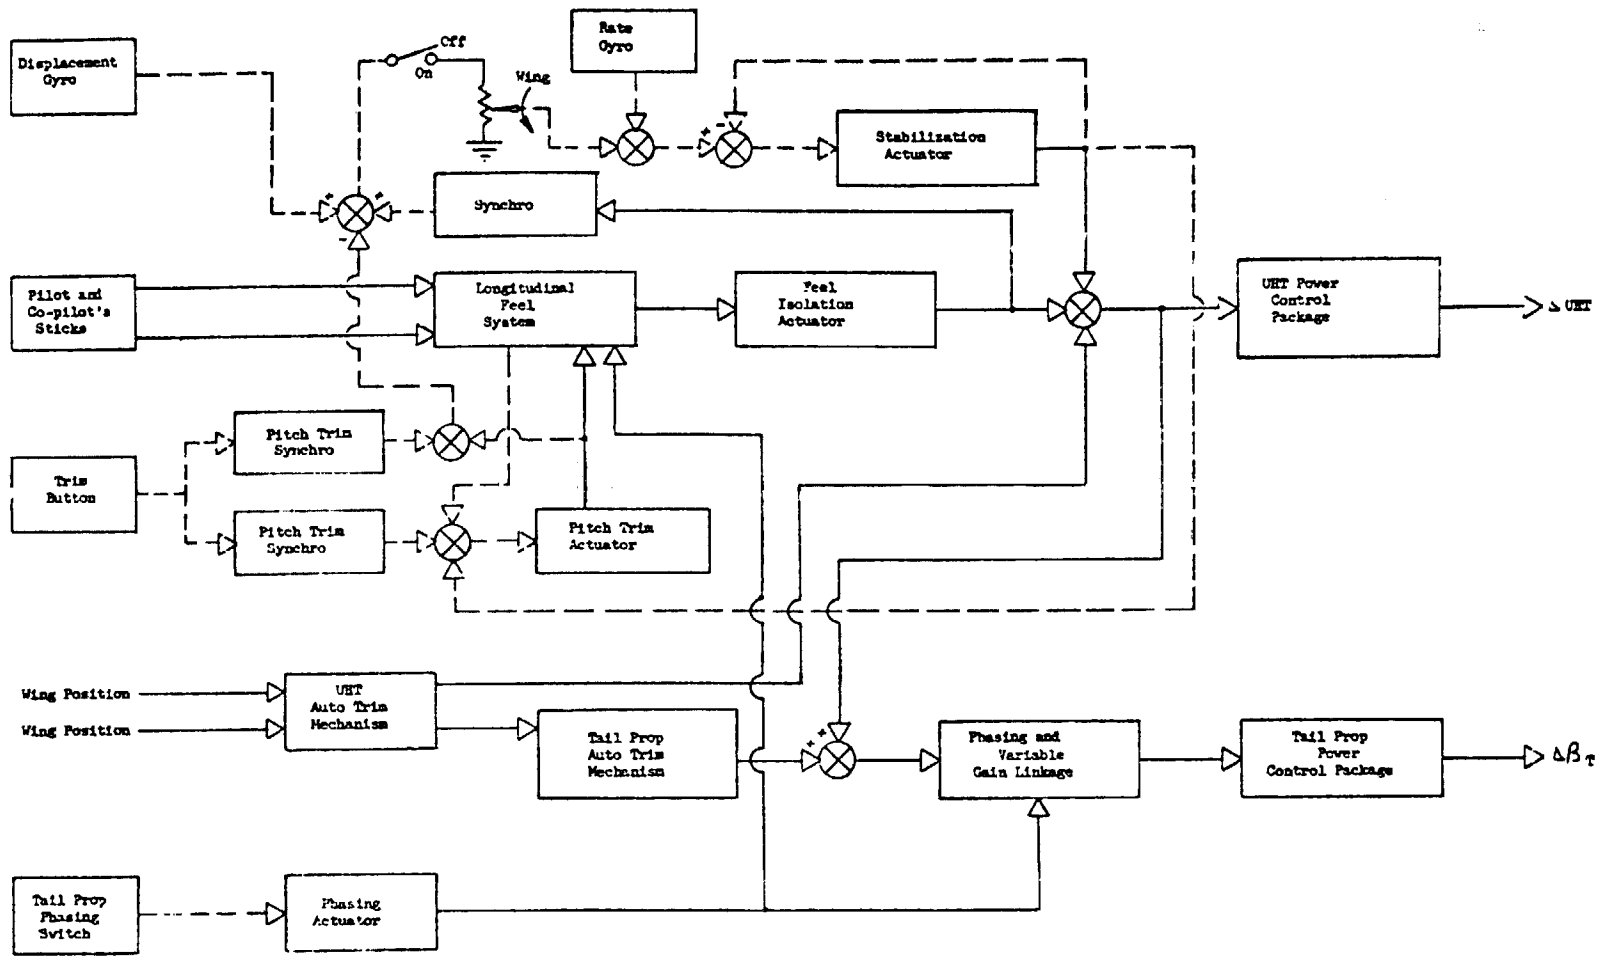 Displacement
Gyro
Off
On
Wing
Rate
Gyro
+
-
Stabilization
Actuator
+
+
-
Synchro
Pilot and
Co-pilot's
Sticks
Longitudinal
Feel
System
Feel
Isolation
Actuator
UHT Power
Control
Package
Δ UHT
Trim
Button
Pitch Trim
Synchro
Pitch Trim
Synchro
Pitch Trim
Actuator
Wing Position
Wing Position
UHT
Auto Trim
Mechanism
Tail Prop
Auto Trim
Mechanism
+
+
Phasing and
Variable
Gain Linkage
Tail Prop
Power
Control Package
Δβ T
Tail Prop
Phasing
Switch
Phasing
Actuator